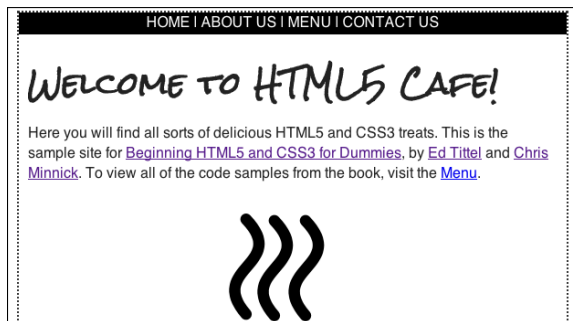 HOME | ABOUT US | MENU | CONTACT US
Welcome to HTML5 Cafe!
Here you will find all sorts of delicious HTML5 and CSS3 treats. This is the
sample site for Beginning HTML5 and CSS3 for Dummies, by Ed Tittel and Chris
Minnick. To view all of the code samples from the book, visit the Menu.